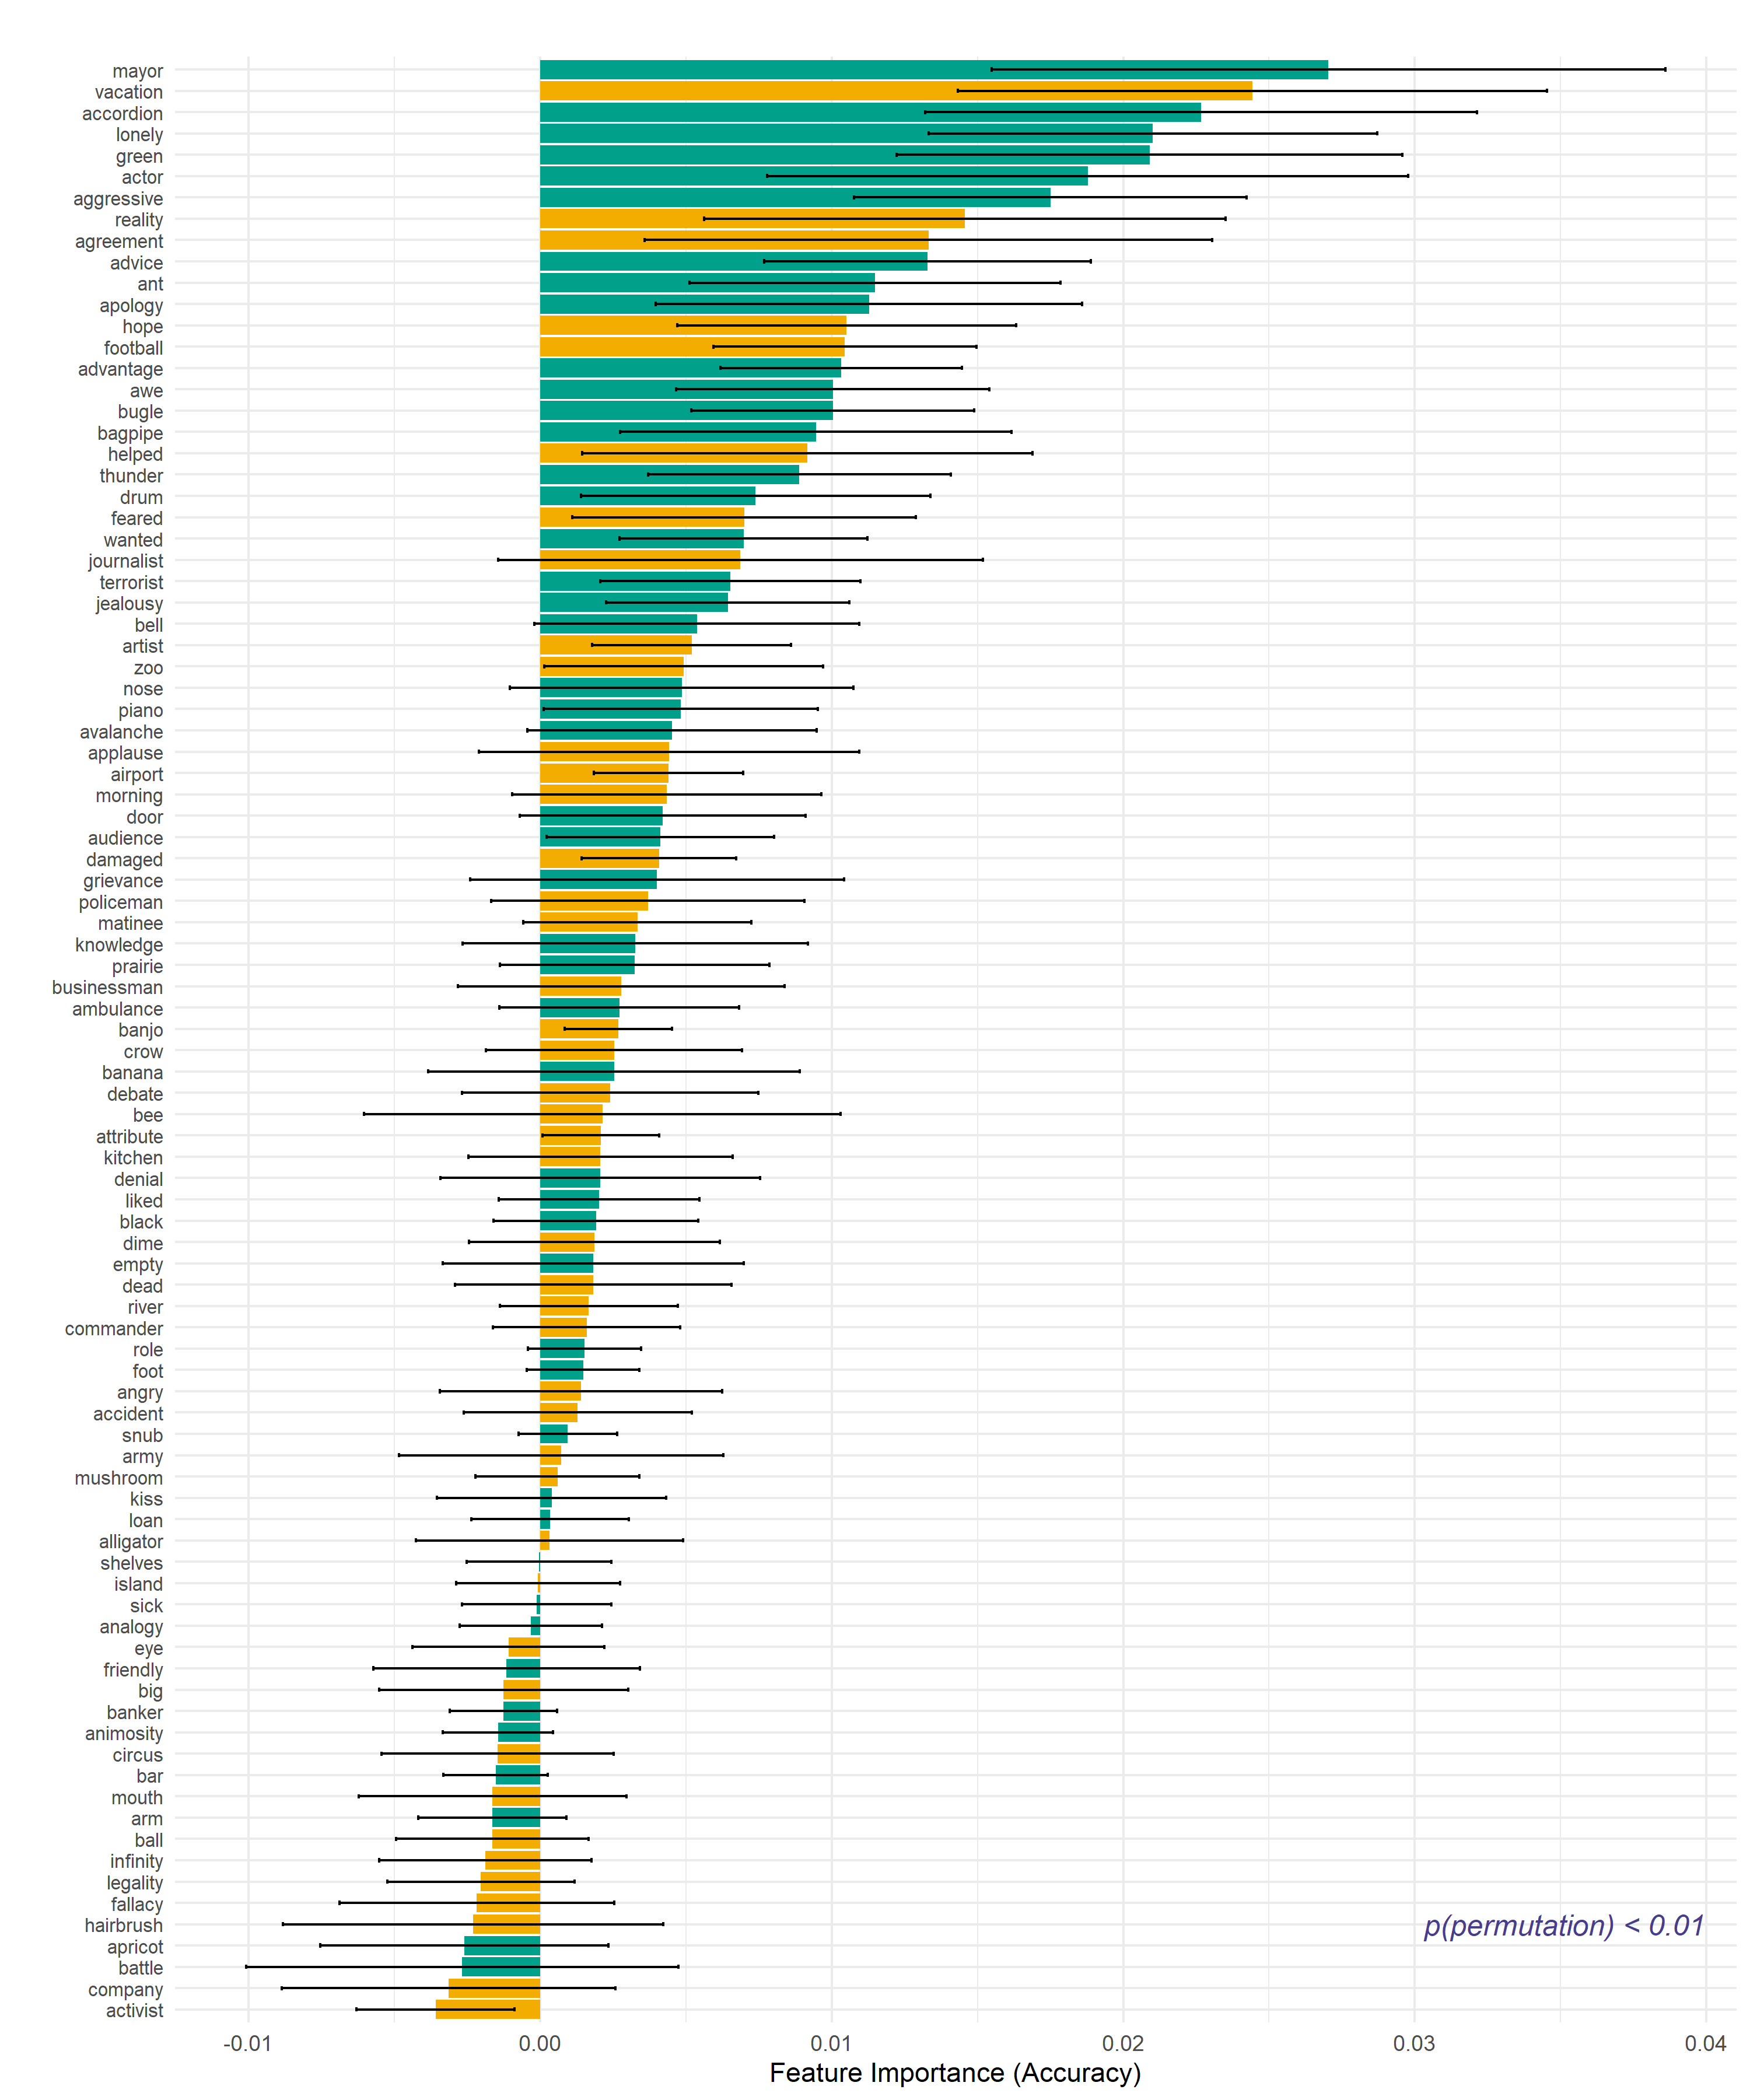 mayor
vacation
accordion
lonely
green
actor
aggressive
reality
agreement
advice
ant
apology
hope
football
advantage
awe
bugle
bagpipe
helped
thunder
drum
feared
wanted
journalist
terrorist
jealousy
bell
artist
zoo
nose
piano
avalanche
applause
airport
morning
door
audience
damaged
grievance
policeman
matinee
knowledge
prairie
businessman
ambulance
banjo
crow
banana
debate
bee
attribute
kitchen
denial
liked
black
dime
empty
dead
river
commander
role
foot
angry
accident
snub
army
mushroom
kiss
loan
alligator
shelves
island
sick
analogy
eye
friendly
big
banker
animosity
circus
bar
mouth
arm
ball
infinity
legality
fallacy
hairbrush
p(permutation) < 0.01
apricot
battle
company
activist
-0.01 0.00 0.01 0.02 0.03 0.04
Feature Importance (Accuracy)